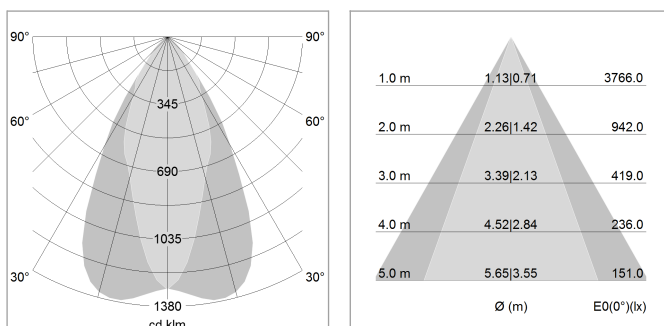 90° 90°
345
60° 60°
690
1035
30° 30°
1380
cd klm
1.0 m 1.13|0.71 3766.0
2.0 m 2.26|1.42 942.0
3.0 m 3.39|2.13 419.0
4.0 m 4.52|2.84 236.0
5.0 m 5.65|3.55 151.0
Ø (m) E0(0°)(lx)